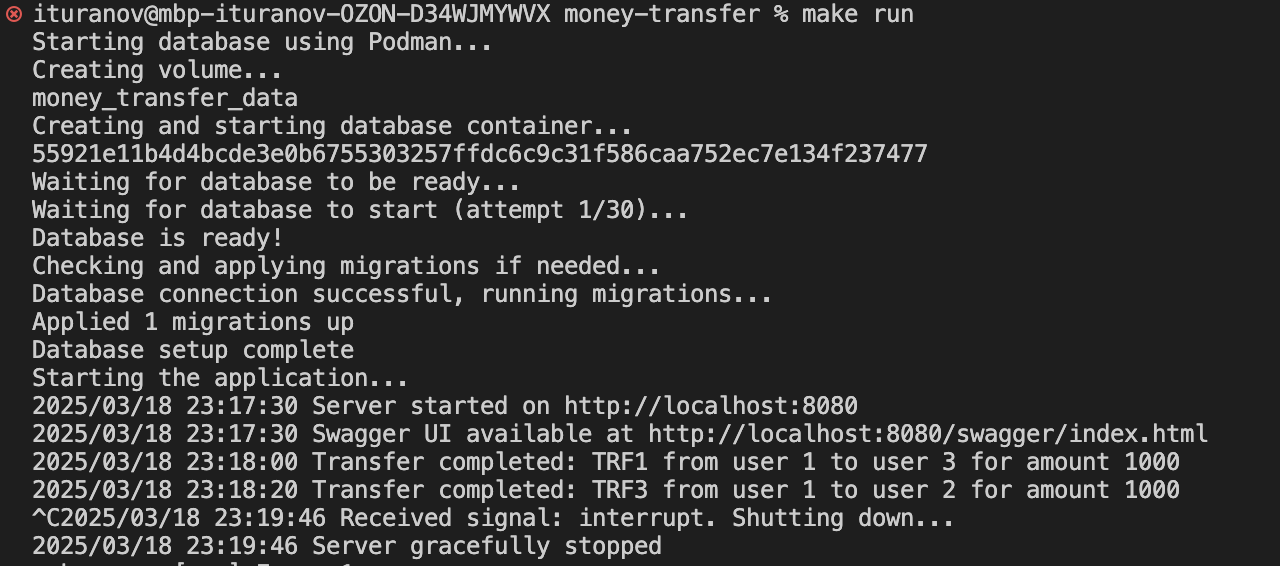 ituranov@mbp-ituranov-OZON-D34WJMYWVX money-transfer % make run
Starting database using Podman...
Creating volume...
money_transfer_data
Creating and starting database container...
55921e11b4d4bcde3e0b6755303257ffdc6c9c31f586caa752ec7e134f237477
Waiting for database to be ready...
Waiting for database to start (attempt 1/30)...
Database is ready!
Checking and applying migrations if needed...
Database connection successful, running migrations...
Applied 1 migrations up
Database setup complete
Starting the application...
2025/03/18 23:17:30 Server started on http://localhost:8080
2025/03/18 23:17:30 Swagger UI available at http://localhost:8080/swagger/index.html
2025/03/18 23:18:00 Transfer completed: TRF1 from user 1 to user 3 for amount 1000
2025/03/18 23:18:20 Transfer completed: TRF3 from user 1 to user 2 for amount 1000
^C2025/03/18 23:19:46 Received signal: interrupt. Shutting down...
2025/03/18 23:19:46 Server gracefully stopped